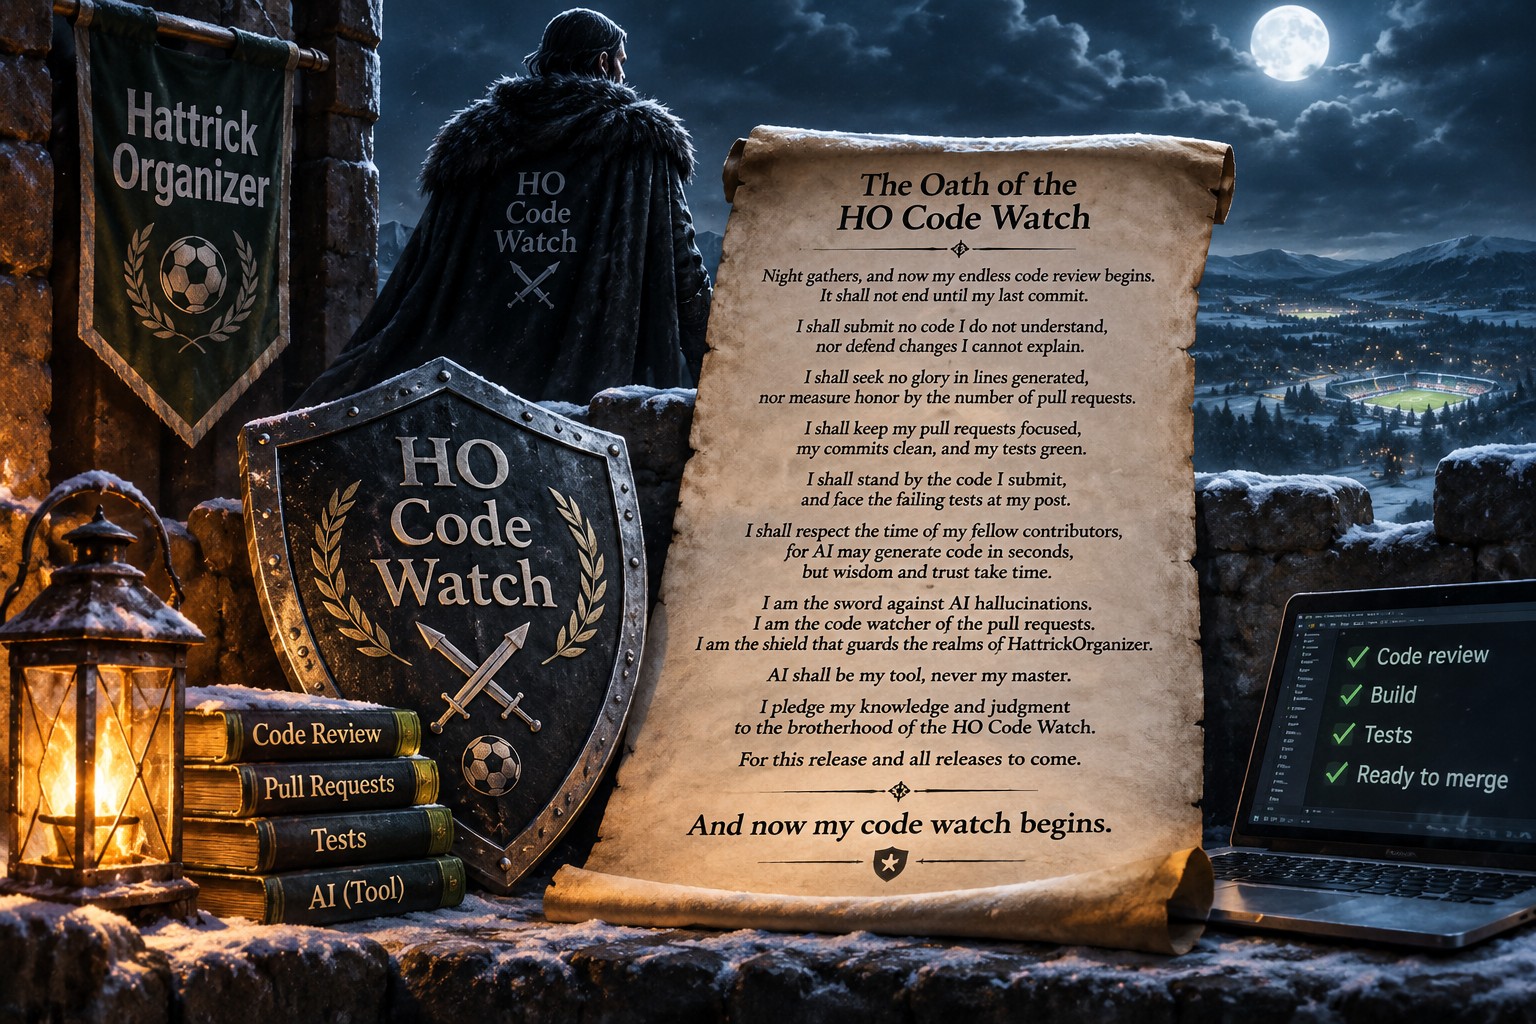 Hattrick
Organizer
HO
Code
Watch
HO
Code
Watch
Code Review
Pull Requests
Tests
AI (Tool)
The Oath of the
HO Code Watch
Night gathers, and now my endless code review begins.
It shall not end until my last commit.
I shall submit no code I do not understand,
nor defend changes I cannot explain.
I shall seek no glory in lines generated,
nor measure honor by the number of pull requests.
I shall keep my pull requests focused,
my commits clean, and my tests green.
I shall stand by the code I submit,
and face the failing tests at my post.
I shall respect the time of my fellow contributors,
for AI may generate code in seconds,
but wisdom and trust take time.
I am the sword against AI hallucinations.
I am the code watcher of the pull requests.
I am the shield that guards the realms of HattrickOrganizer.
AI shall be my tool, never my master.
I pledge my knowledge and judgment
to the brotherhood of the HO Code Watch.
For this release and all releases to come.
And now my code watch begins.
Code review
Build
Tests
Ready to merge